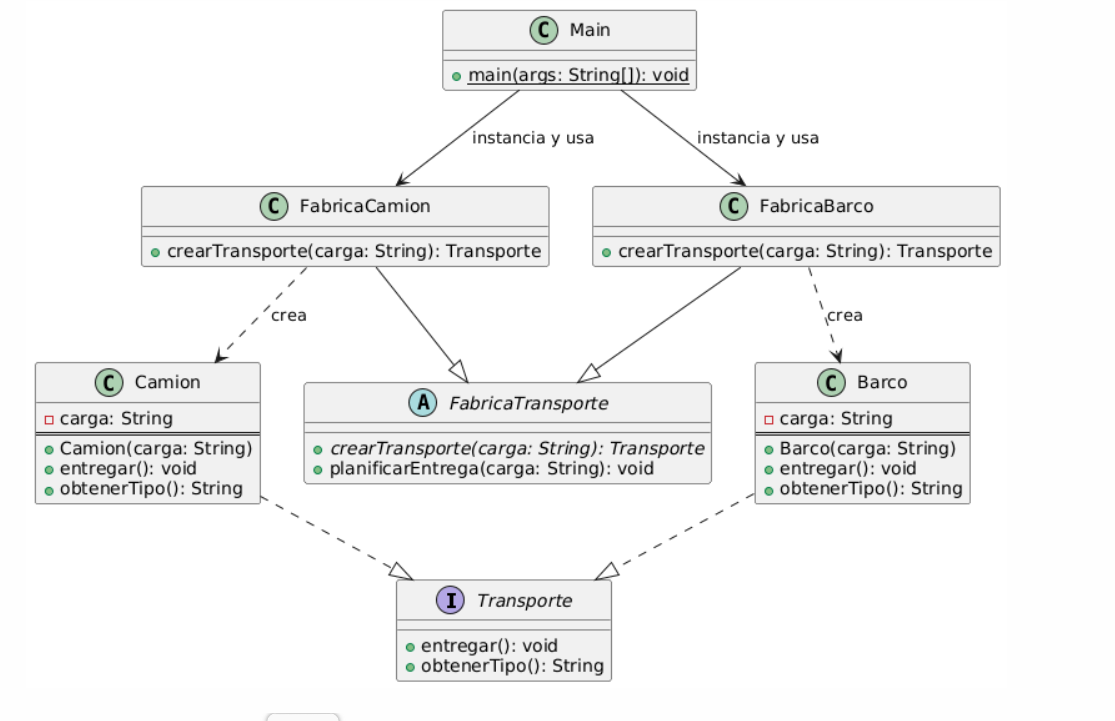 C Main
main(args: String[]): void
instancia y usa
instancia y usa
C FabricaCamion
crearTransporte(carga: String): Transporte
C FabricaBarco
crearTransporte(carga: String): Transporte
crea
crea
C Camion
carga: String
Camion(carga: String)
entregar(): void
obtenerTipo(): String
A FabricaTransporte
crearTransporte(carga: String): Transporte
planificarEntrega(carga: String): void
C Barco
carga: String
Barco(carga: String)
entregar(): void
obtenerTipo(): String
I Transporte
entregar(): void
obtenerTipo(): String